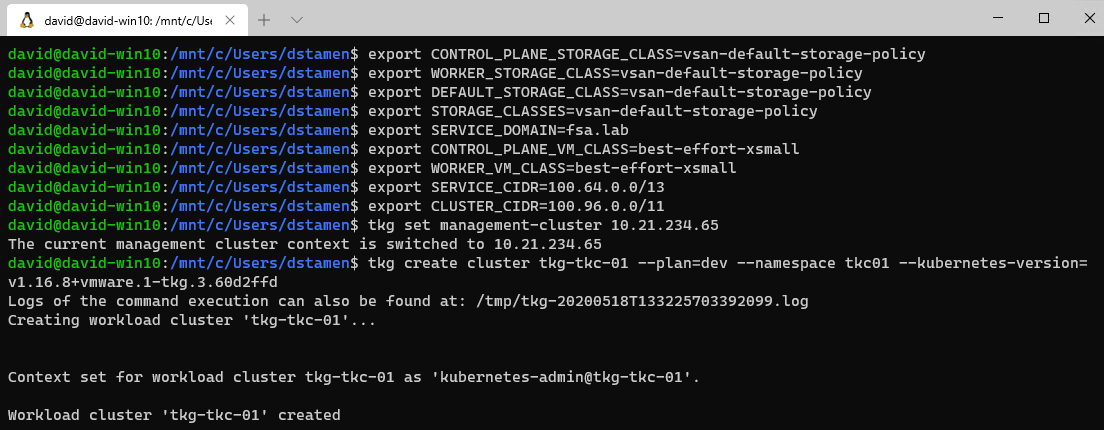 david@david-win10: /mnt/c/Use
david@david-win10:/mnt/c/Users/dstamen$ export CONTROL_PLANE_STORAGE_CLASS=vsan-default-storage-policy
david@david-win10:/mnt/c/Users/dstamen$ export WORKER_STORAGE_CLASS=vsan-default-storage-policy
david@david-win10:/mnt/c/Users/dstamen$ export DEFAULT_STORAGE_CLASS=vsan-default-storage-policy
david@david-win10:/mnt/c/Users/dstamen$ export STORAGE_CLASSES=vsan-default-storage-policy
david@david-win10:/mnt/c/Users/dstamen$ export SERVICE_DOMAIN=fsa.lab
david@david-win10:/mnt/c/Users/dstamen$ export CONTROL_PLANE_VM_CLASS=best-effort-xsmall
david@david-win10:/mnt/c/Users/dstamen$ export WORKER_VM_CLASS=best-effort-xsmall
david@david-win10:/mnt/c/Users/dstamen$ export SERVICE_CIDR=100.64.0.0/13
david@david-win10:/mnt/c/Users/dstamen$ export CLUSTER_CIDR=100.96.0.0/11
david@david-win10:/mnt/c/Users/dstamen$ tkg set management-cluster 10.21.234.65
The current management cluster context is switched to 10.21.234.65
david@david-win10:/mnt/c/Users/dstamen$ tkg create cluster tkg-tkc-01 --plan=dev --namespace tkc01 --kubernetes-version=
v1.16.8+vmware.1-tkg.3.60d2ffd
Logs of the command execution can also be found at: /tmp/tkg-20200518T133225703392099.log
Creating workload cluster 'tkg-tkc-01'...
Context set for workload cluster tkg-tkc-01 as 'kubernetes-admin@tkg-tkc-01'.
Workload cluster 'tkg-tkc-01' created